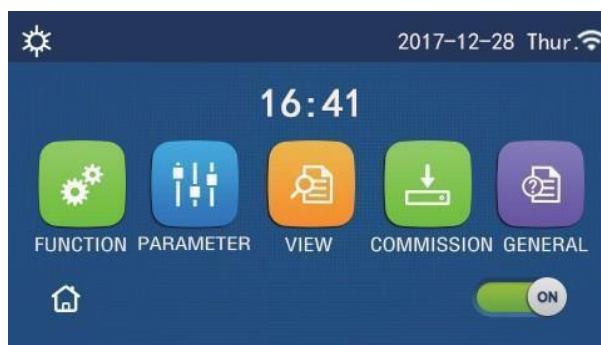 2017-12-28 Thur.
16:41
FUNCTION PARAMETER VIEW COMMISSION GENERAL
?
ON